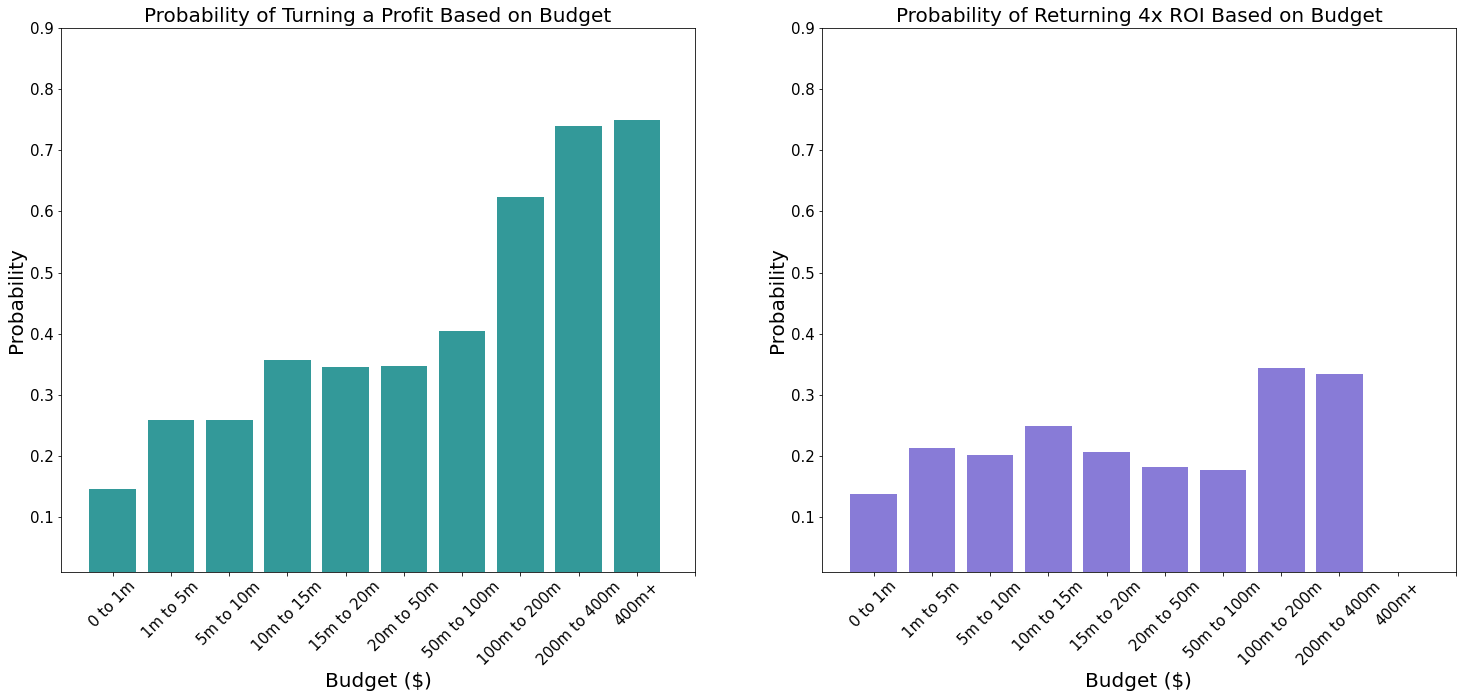 Probability of Turning a Profit Based on Budget
Probability
0.9
0.8
0.7
0.6
0.5
0.4
0.3
0.2
0.1
0 to 1m
1m to 5m
5m to 10m
10m to 15m
15m to 20m
20m to 50m
50m to 100m
100m to 200m
200m to 400m
400m+
Budget ($)
Probability of Returning 4x ROI Based on Budget
Probability
0.9
0.8
0.7
0.6
0.5
0.4
0.3
0.2
0.1
0 to 1m
1m to 5m
5m to 10m
10m to 15m
15m to 20m
20m to 50m
50m to 100m
100m to 200m
200m to 400m
400m+
Budget ($)